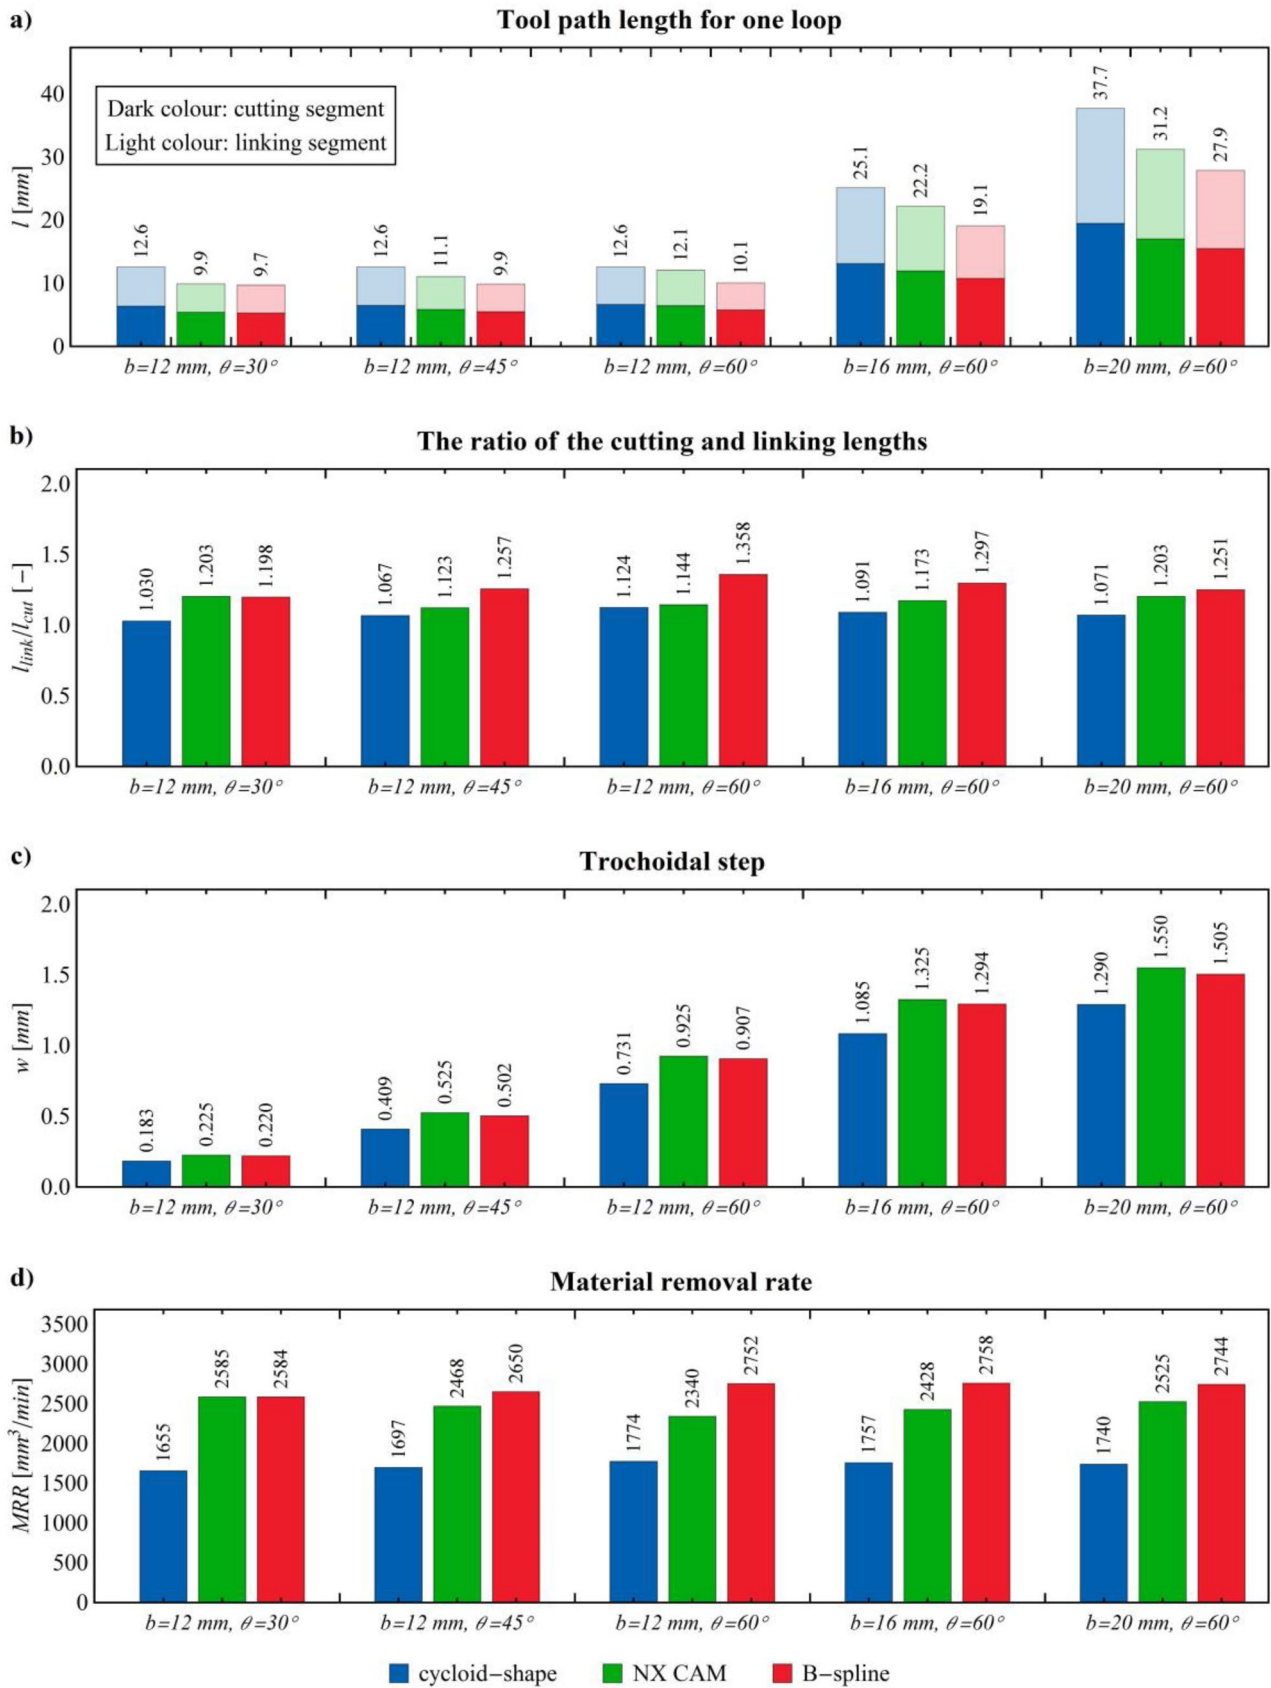 a)
Tool path length for one loop
Dark colour: cutting segment
Light colour: linking segment
l [mm]
40
30
20
10
0
12.6
9.9
9.7
12.6
11.1
9.9
12.6
12.1
10.1
25.1
22.2
19.1
37.7
31.2
27.9
b=12 mm, θ=30°
b=12 mm, θ=45°
b=12 mm, θ=60°
b=16 mm, θ=60°
b=20 mm, θ=60°
b)
The ratio of the cutting and linking lengths
l_link/l_cut [−]
2.0
1.5
1.0
0.5
0.0
1.030
1.203
1.198
1.067
1.123
1.257
1.124
1.144
1.358
1.091
1.173
1.297
1.071
1.203
1.251
b=12 mm, θ=30°
b=12 mm, θ=45°
b=12 mm, θ=60°
b=16 mm, θ=60°
b=20 mm, θ=60°
c)
Trochoidal step
w [mm]
2.0
1.5
1.0
0.5
0.0
0.183
0.225
0.220
0.409
0.525
0.502
0.731
0.925
0.907
1.085
1.325
1.294
1.290
1.550
1.505
b=12 mm, θ=30°
b=12 mm, θ=45°
b=12 mm, θ=60°
b=16 mm, θ=60°
b=20 mm, θ=60°
d)
Material removal rate
MRR [mm³/min]
3500
3000
2500
2000
1500
1000
500
0
1655
2585
2584
1697
2468
2650
1774
2340
2752
1757
2428
2758
1740
2525
2744
b=12 mm, θ=30°
b=12 mm, θ=45°
b=12 mm, θ=60°
b=16 mm, θ=60°
b=20 mm, θ=60°
cycloid−shape
NX CAM
B−spline